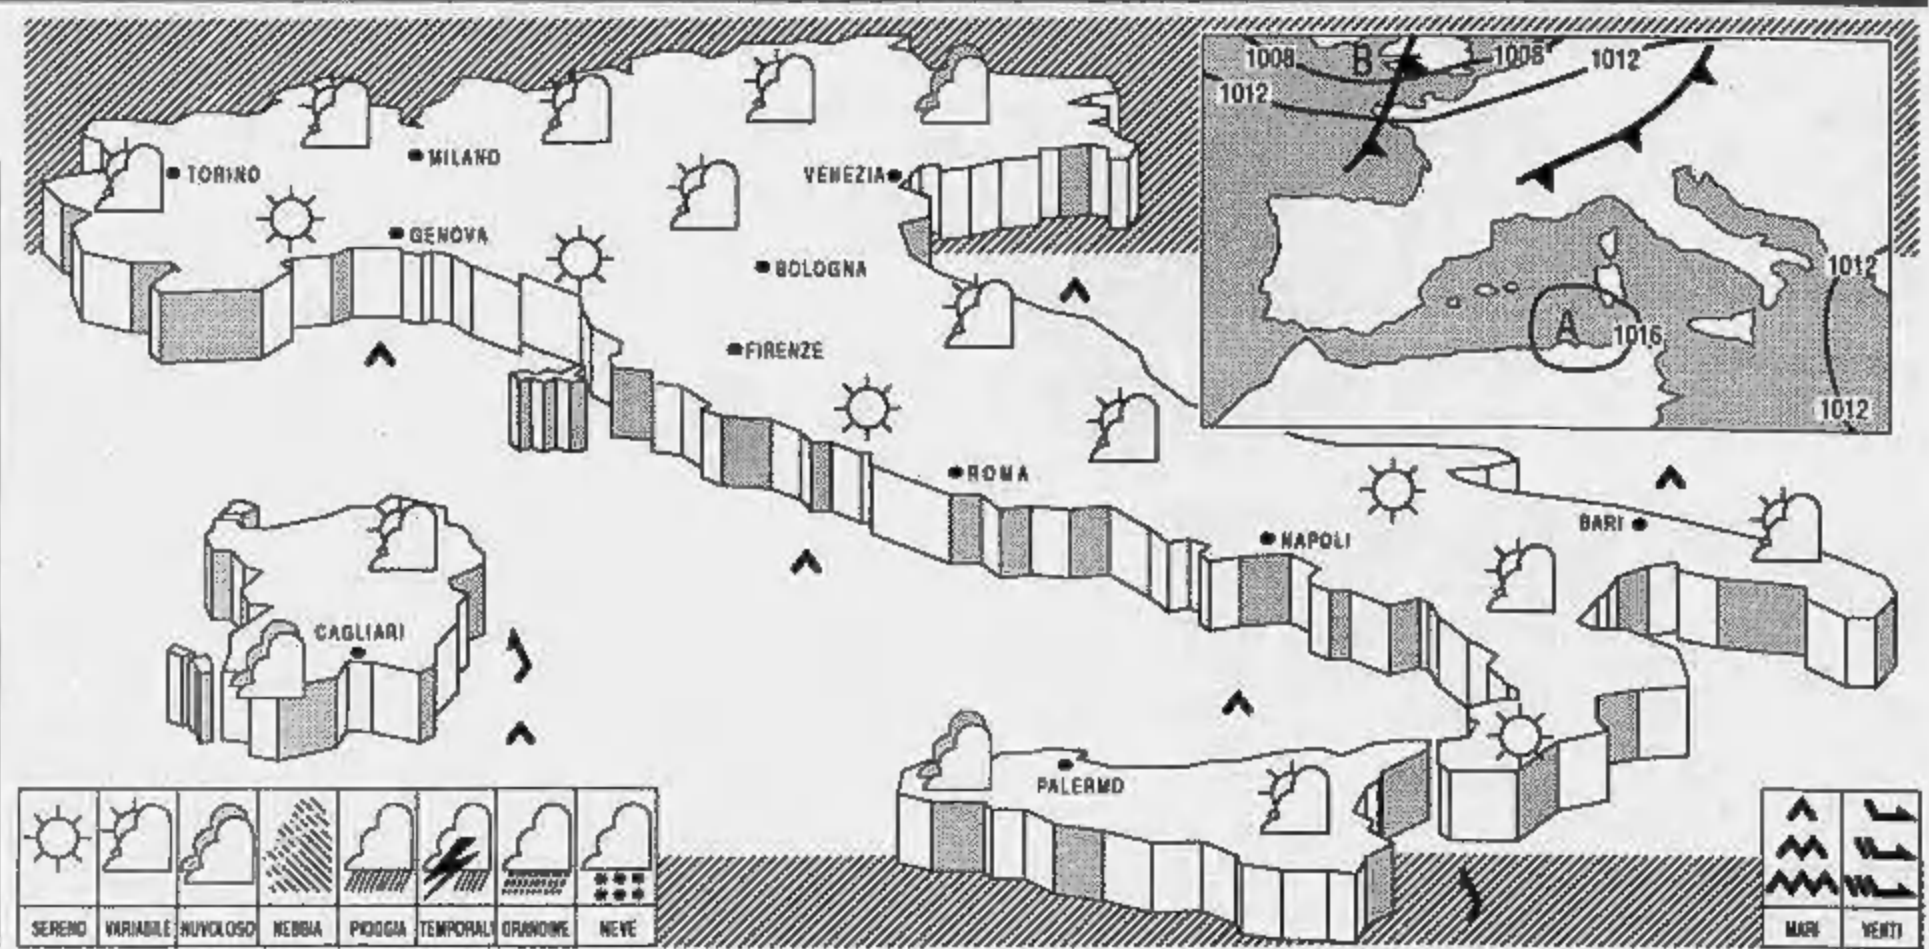 1008 B 1008 1012
1012
MILANO
TORINO
VENEZIA
GENOVA
BOLOGNA
1012
A 1016
FIRENZE
1012
ROMA
BARI
NAPOLI
CAGLIARI
PALERMO
SERENO VARIABILE NUVOLOSO NEBBIA PIOGGIA TEMPORALI GRANDINE NEVE
MARI VENTI